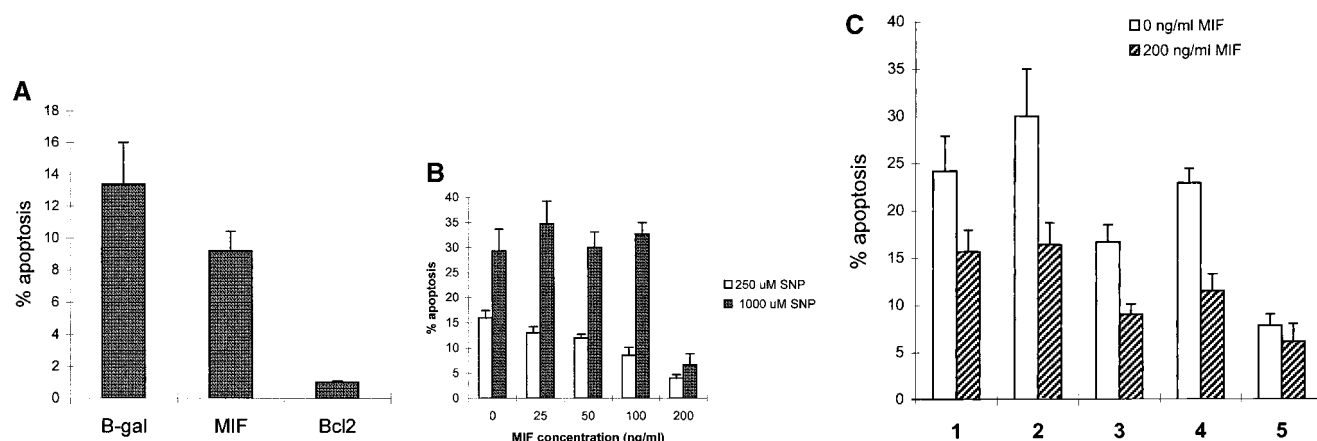 A
18
16
14
12
10
8
6
4
2
0
% apoptosis
B-gal MIF Bcl2
B
40
35
30
25
20
15
10
5
0
% apoptosis
0 25 50 100 200
MIF concentration (ng/ml)
250 uM SNP
1000 uM SNP
C
40
35
30
25
20
15
10
5
0
% apoptosis
0 ng/ml MIF
200 ng/ml MIF
1 2 3 4 5